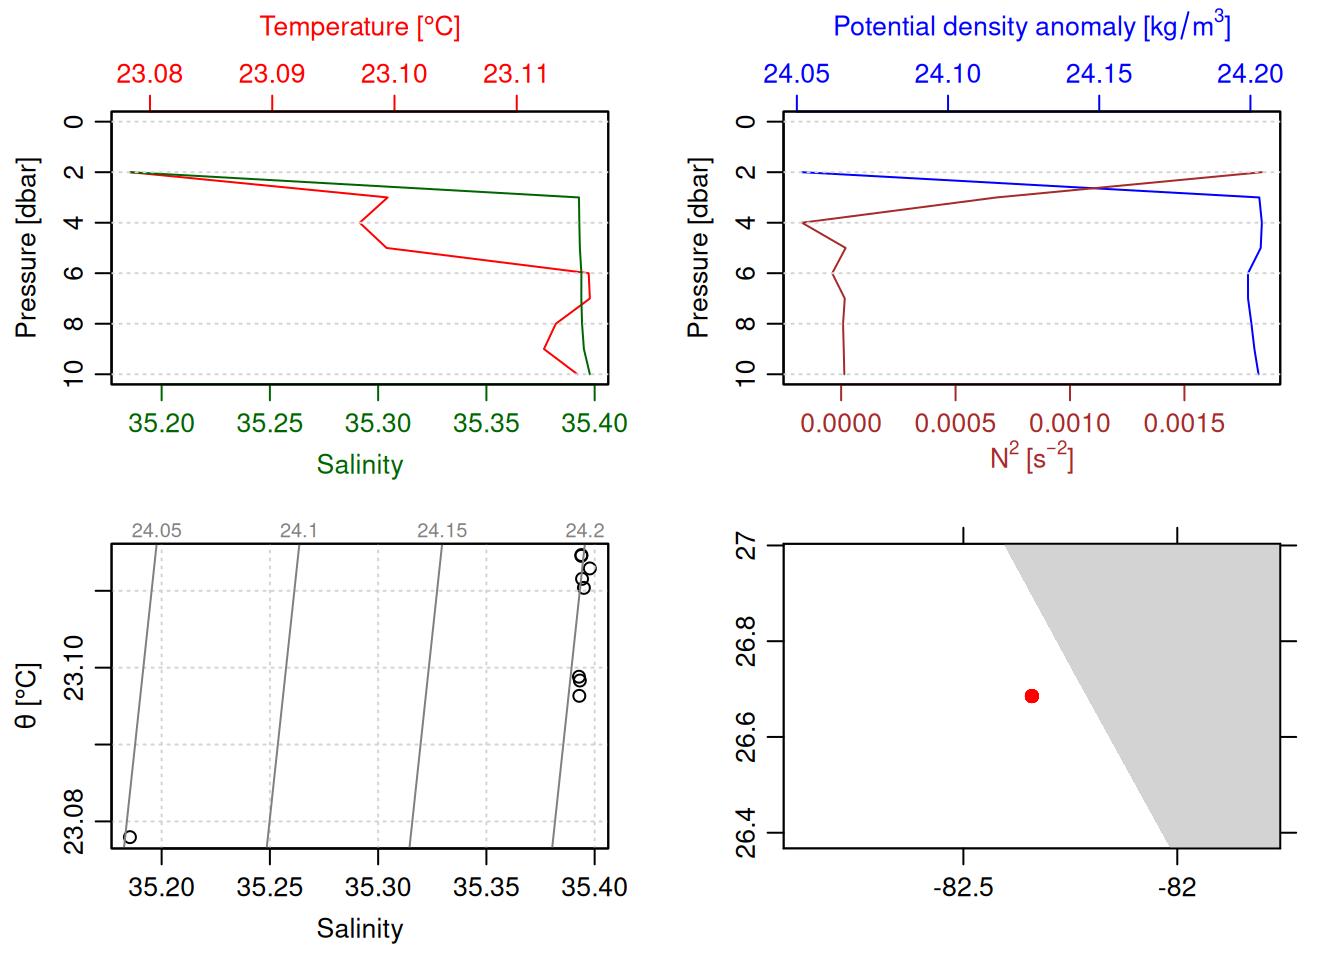 Temperature [°C]
23.08 23.09 23.10 23.11
Pressure [dbar]
0
2
4
6
8
10
35.20 35.25 35.30 35.35 35.40
Salinity
Potential density anomaly [kg/m³]
24.05 24.10 24.15 24.20
Pressure [dbar]
0
2
4
6
8
10
0.0000 0.0005 0.0010 0.0015
N² [s⁻²]
24.05 24.1 24.15 24.2
θ [°C]
23.10
23.08
35.20 35.25 35.30 35.35 35.40
Salinity
27
26.8
26.6
26.4
-82.5 -82